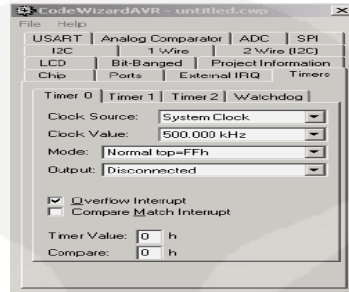 CodeWizardAVR - untitled.cwp
File Help
USART Analog Comparator ADC SPI
I2C 1 Wire 2 Wire (I2C)
LCD Bit-Banged Project Information
Chip Ports External IRQ Timers
Timer 0 Timer 1 Timer 2 Watchdog
Clock Source: System Clock
Clock Value: 500.000 kHz
Mode: Normal top=FFh
Output: Disconnected
Overflow Interrupt
Compare Match Interrupt
Timer Value: 0 h
Compare: 0 h